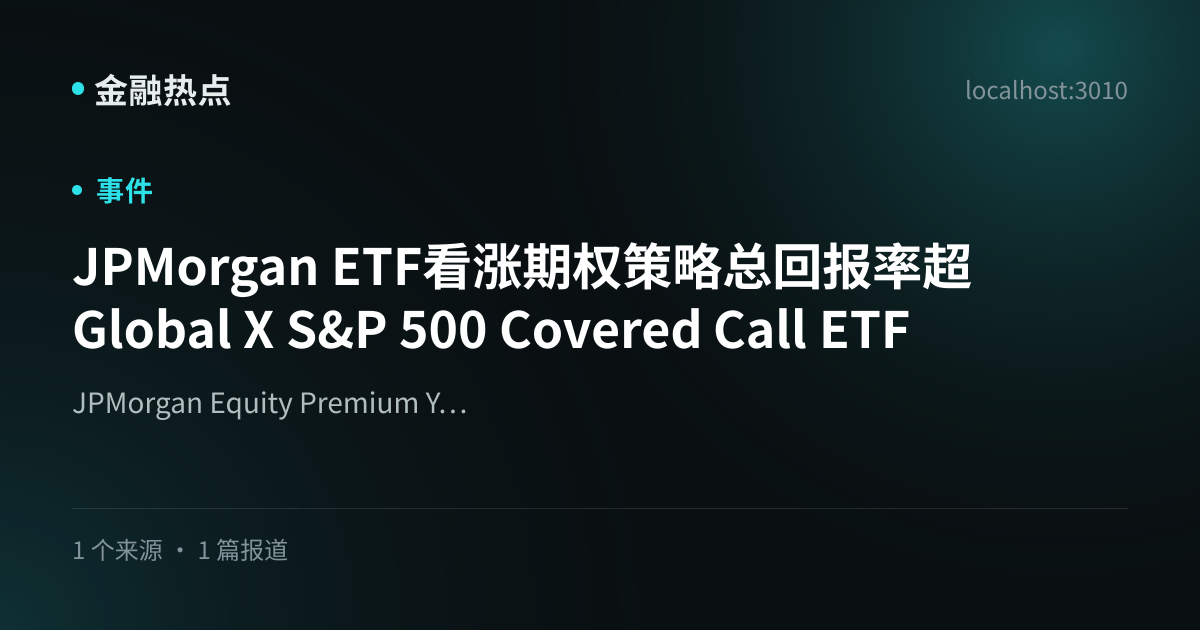 金融热点
localhost:3010
事件
JPMorgan ETF看涨期权策略总回报率超
Global X S&P 500 Covered Call ETF
JPMorgan Equity Premium Y…
1 个来源 · 1 篇报道